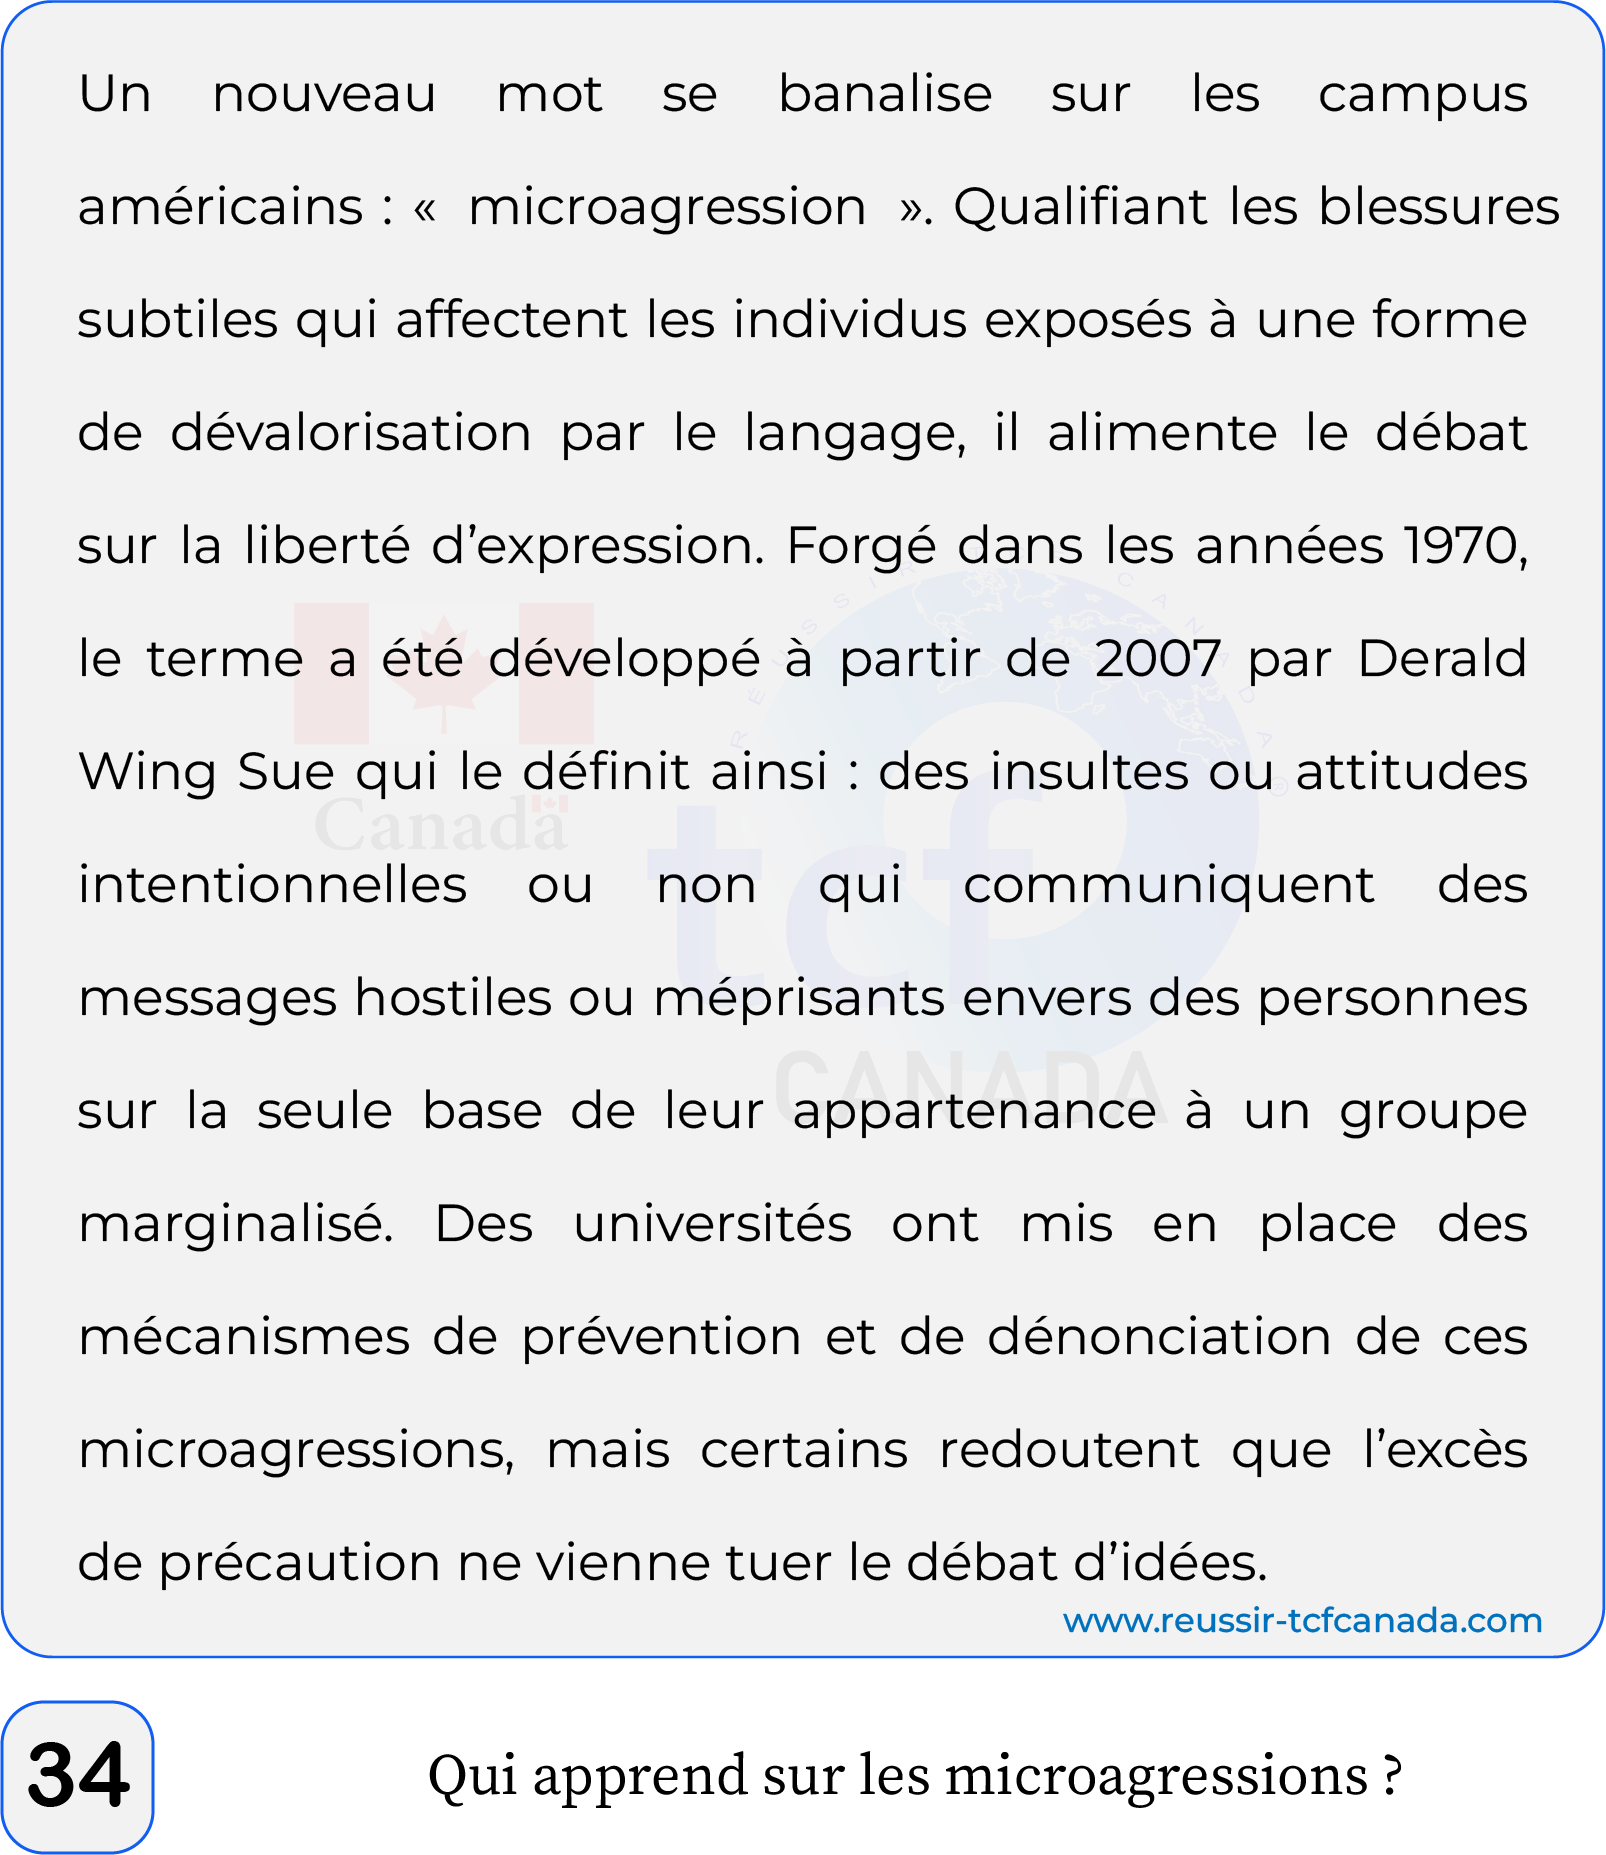 Un nouveau mot se banalise sur les campus
américains : « microagression ». Qualifiant les blessures
subtiles qui affectent les individus exposés à une forme
de dévalorisation par le langage, il alimente le débat
sur la liberté d’expression. Forgé dans les années 1970,
le terme a été développé à partir de 2007 par Derald
Wing Sue qui le définit ainsi : des insultes ou attitudes
intentionnelles ou non qui communiquent des
messages hostiles ou méprisants envers des personnes
sur la seule base de leur appartenance à un groupe
marginalisé. Des universités ont mis en place des
mécanismes de prévention et de dénonciation de ces
microagressions, mais certains redoutent que l’excès
de précaution ne vienne tuer le débat d’idées.
www.reussir-tcfcanada.com
Canada
tcf
CANADA
34
Qui apprend sur les microagressions ?